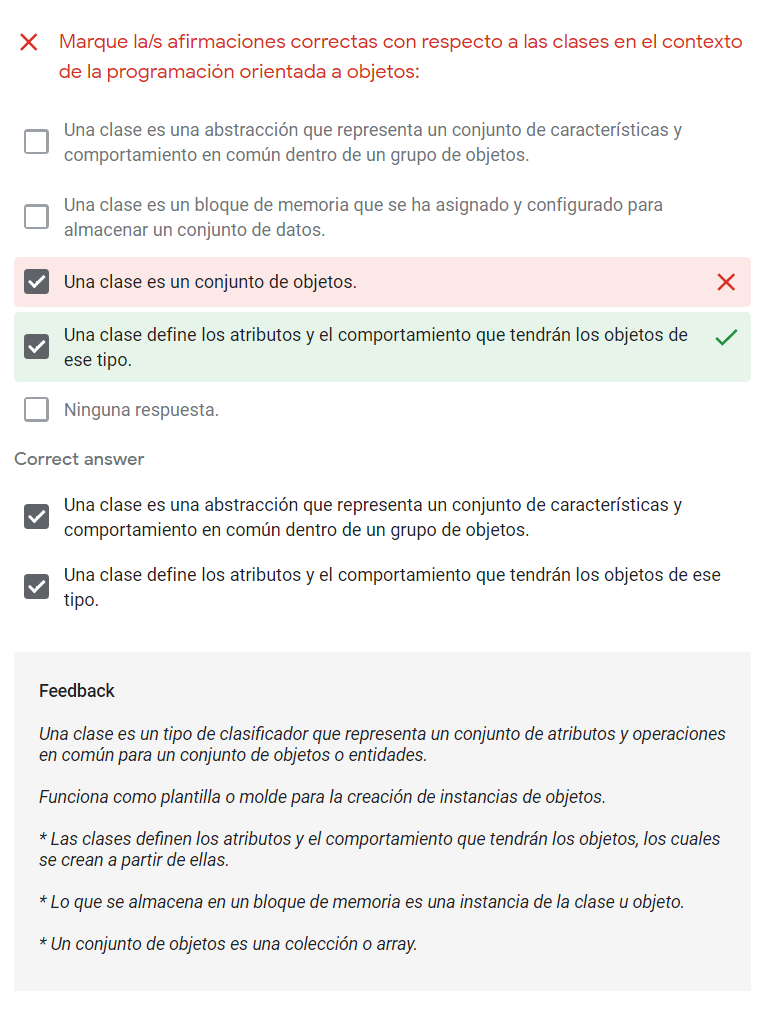 Marque la/s afirmaciones correctas con respecto a las clases en el contexto
de la programación orientada a objetos:
Una clase es una abstracción que representa un conjunto de características y
comportamiento en común dentro de un grupo de objetos.
Una clase es un bloque de memoria que se ha asignado y configurado para
almacenar un conjunto de datos.
Una clase es un conjunto de objetos.
Una clase define los atributos y el comportamiento que tendrán los objetos de
ese tipo.
Ninguna respuesta.
Correct answer
Una clase es una abstracción que representa un conjunto de características y
comportamiento en común dentro de un grupo de objetos.
Una clase define los atributos y el comportamiento que tendrán los objetos de ese
tipo.
Feedback
Una clase es un tipo de clasificador que representa un conjunto de atributos y operaciones
en común para un conjunto de objetos o entidades.
Funciona como plantilla o molde para la creación de instancias de objetos.
* Las clases definen los atributos y el comportamiento que tendrán los objetos, los cuales
se crean a partir de ellas.
* Lo que se almacena en un bloque de memoria es una instancia de la clase u objeto.
* Un conjunto de objetos es una colección o array.